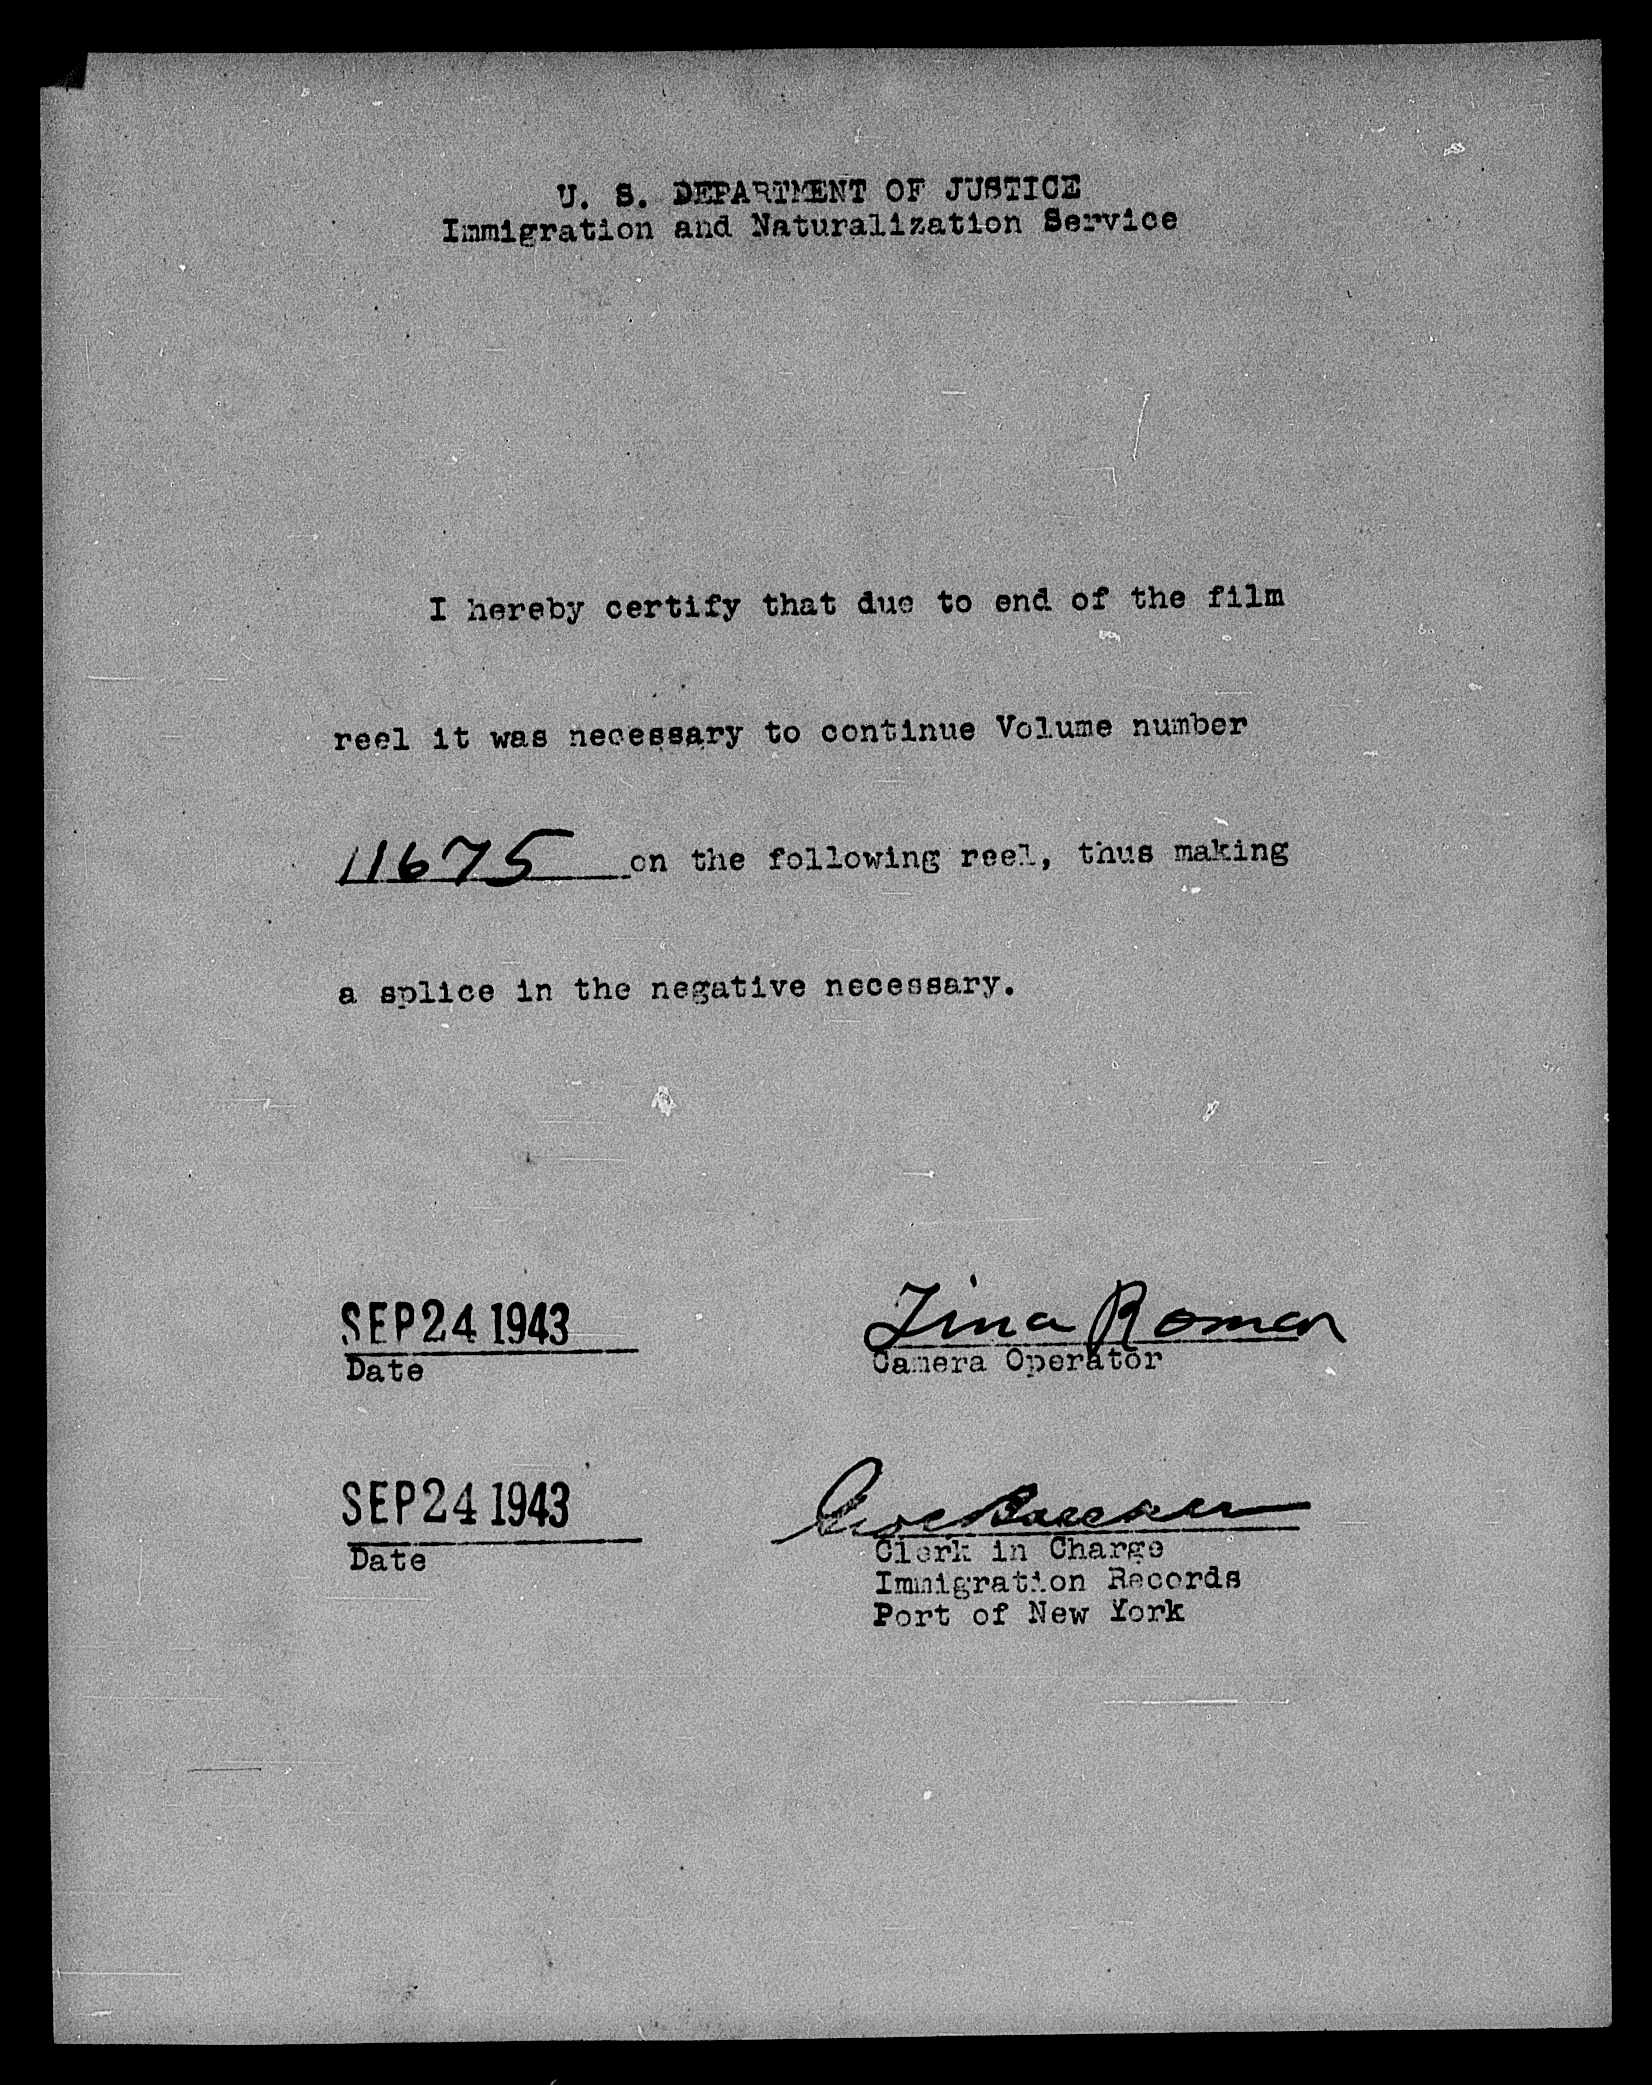 U. S. DEPARTMENT OF JUSTICE
Immigration and Naturalization Service
I hereby certify that due to end of the film
reel it was necessary to continue Volume number
11675 on the following reel, thus making
a splice in the negative necessary.
SEP 24 1943
Tina Roman
Date
Camera Operator
SEP 24 1943
Date
Clerk in Charge
Immigration Records
Port of New York